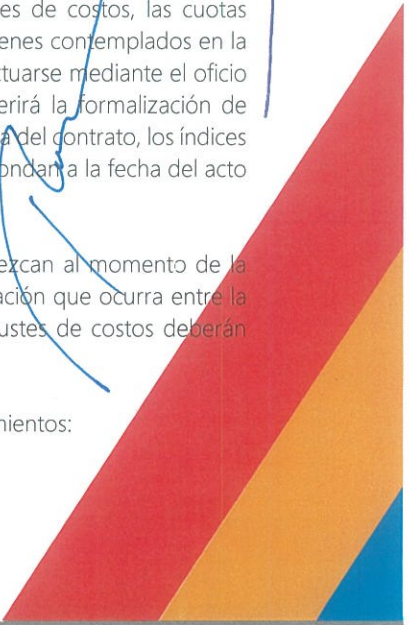 es de costos, las cuotas
enes contemplados en la
ctuarse mediante el oficio
erirá la formalización de
a del contrato, los índices
ondan a la fecha del acto
ezcan al momento de la
ación que ocurra entre la
ustes de costos deberán
mientos: